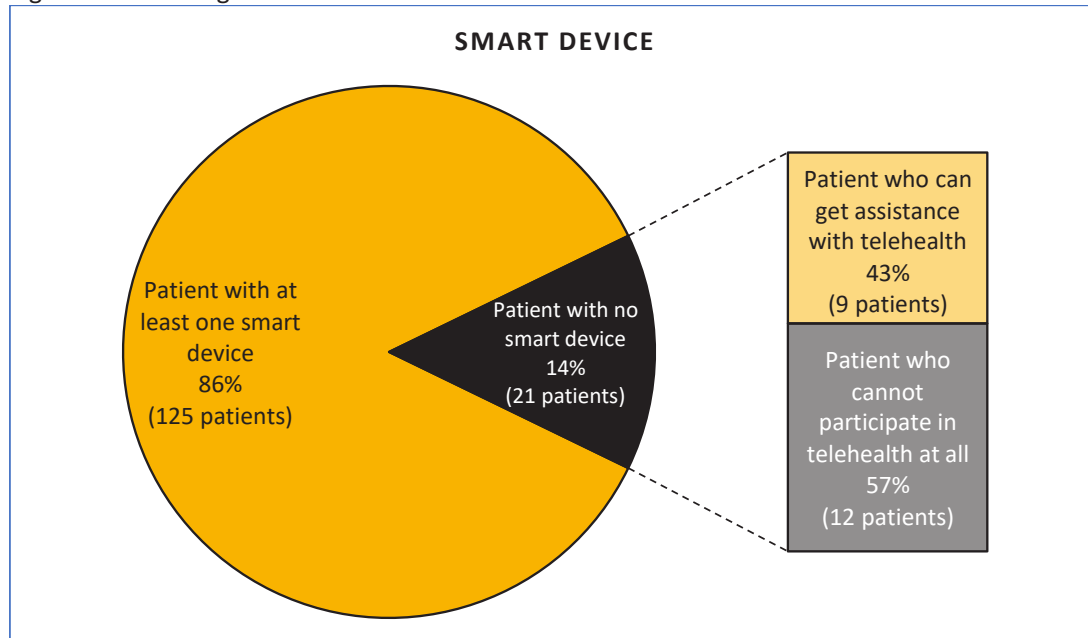 SMART DEVICE
Patient with at
least one smart
device
86%
(125 patients)
Patient with no
smart device
14%
(21 patients)
Patient who can
get assistance
with telehealth
43%
(9 patients)
Patient who
cannot
participate in
telehealth at all
57%
(12 patients)